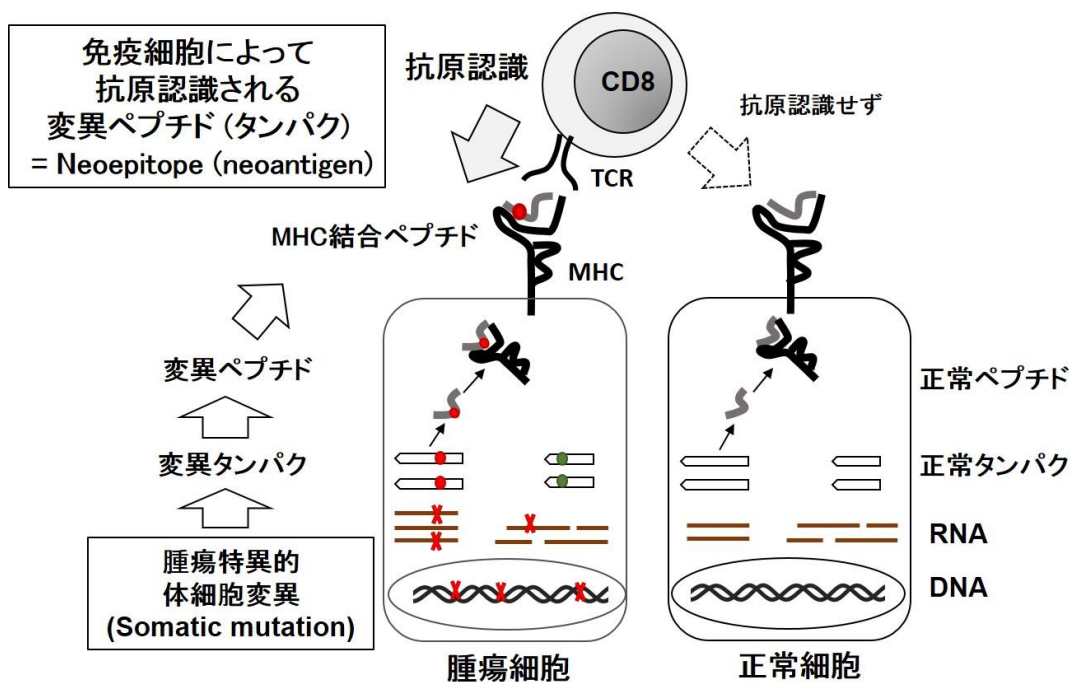 免疫細胞によって
抗原認識される
変異ペプチド(タンパク)
= Neoepitope (neoantigen)
抗原認識
CD8
抗原認識せず
TCR
MHC結合ペプチド
MHC
変異ペプチド
正常ペプチド
変異タンパク
正常タンパク
RNA
腫瘍特異的
体細胞変異
(Somatic mutation)
DNA
腫瘍細胞
正常細胞